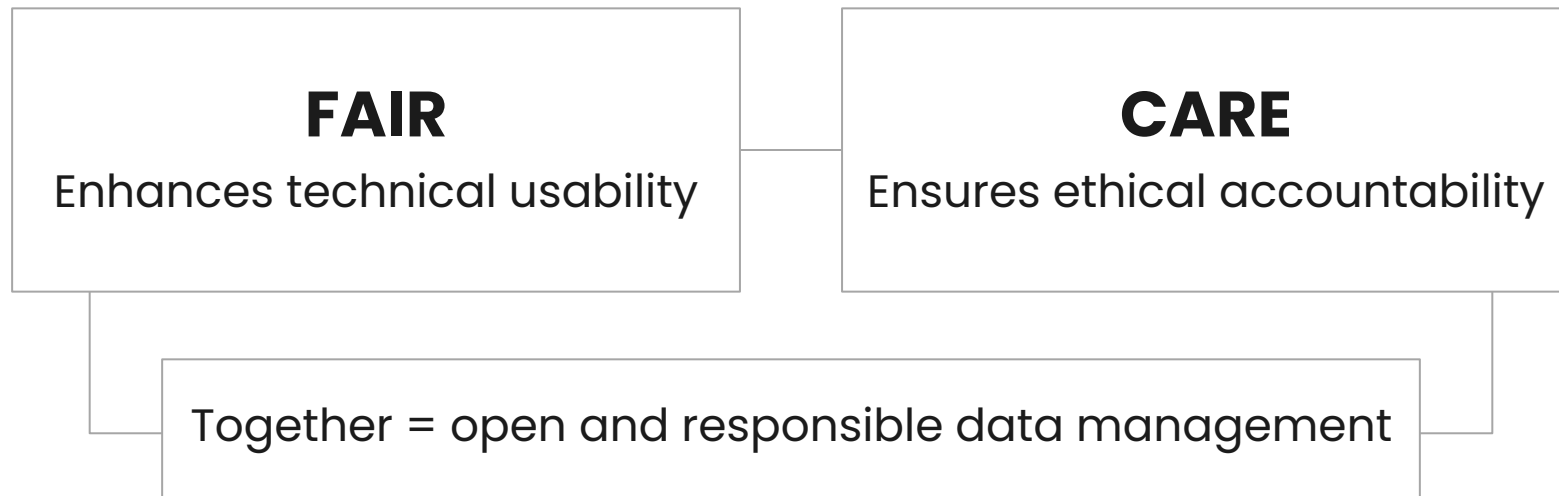 FAIR
Enhances technical usability
CARE
Ensures ethical accountability
Together = open and responsible data management